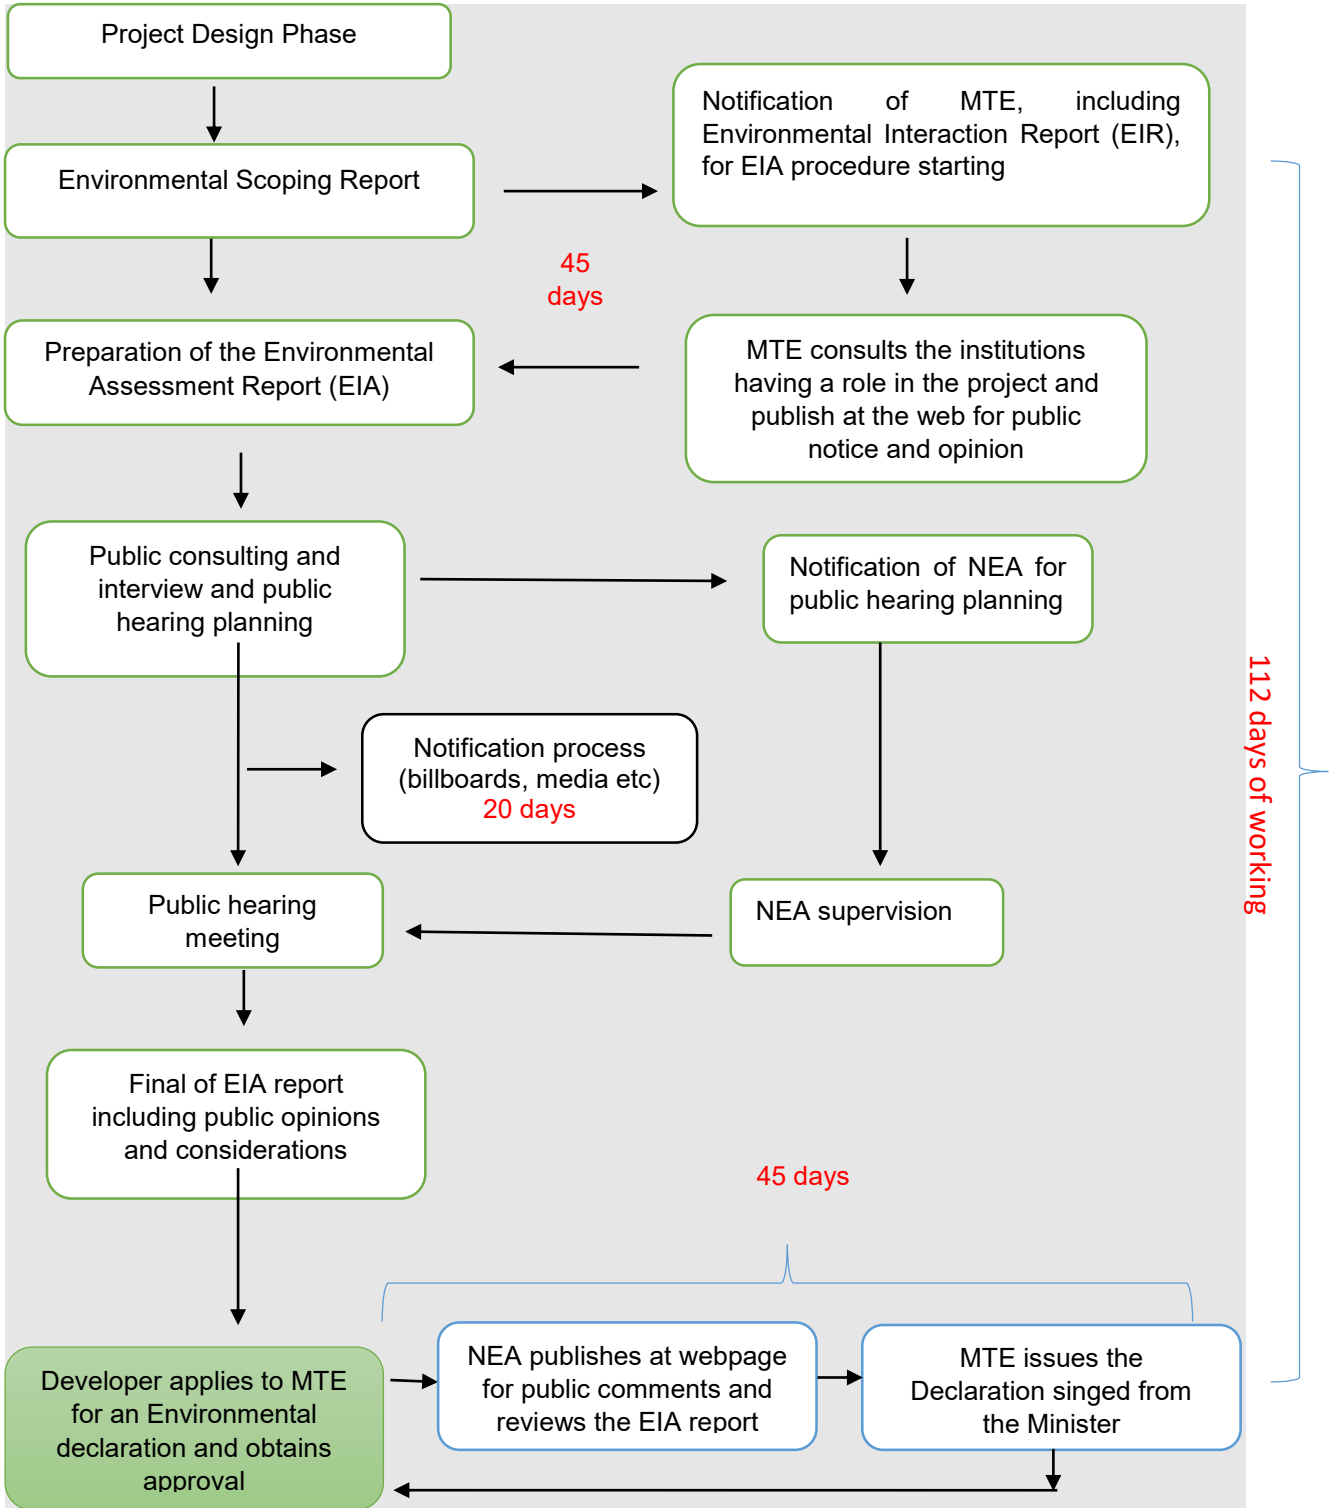 Project Design Phase
Notification of MTE, including
Environmental Interaction Report (EIR),
for EIA procedure starting
Environmental Scoping Report
45
days
Preparation of the Environmental
Assessment Report (EIA)
MTE consults the institutions
having a role in the project and
publish at the web for public
notice and opinion
Public consulting and
interview and public
hearing planning
Notification of NEA for
public hearing planning
112 days of working
Notification process
(billboards, media etc)
20 days
Public hearing
meeting
NEA supervision
Final of EIA report
including public opinions
and considerations
45 days
Developer applies to MTE
for an Environmental
declaration and obtains
approval
NEA publishes at webpage
for public comments and
reviews the EIA report
MTE issues the
Declaration singed from
the Minister